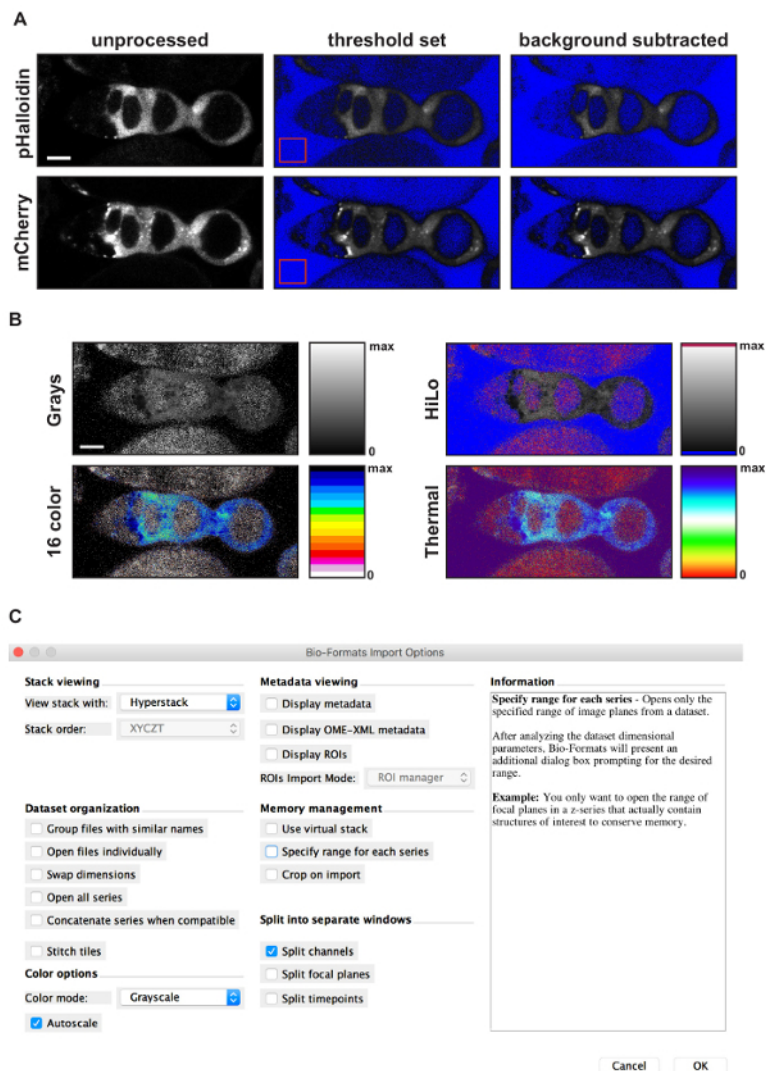 A
unprocessed threshold set background subtracted
pHalloidin
mCherry
B
Grays
max
0
HiLo
max
0
16 color
max
0
Thermal
max
0
C
Bio-Formats Import Options
Stack viewing
View stack with: Hyperstack
Stack order: XYCZT
Dataset organization
Group files with similar names
Open files individually
Swap dimensions
Open all series
Concatenate series when compatible
Stitch tiles
Color options
Color mode: Grayscale
Autoscale
Metadata viewing
Display metadata
Display OME-XML metadata
Display ROIs
ROIs Import Mode: ROI manager
Memory management
Use virtual stack
Specify range for each series
Crop on import
Split into separate windows
Split channels
Split focal planes
Split timepoints
Information
Specify range for each series - Opens only the
specified range of image planes from a dataset.
After analyzing the dataset dimensional
parameters, Bio-Formats will present an
additional dialog box prompting for the desired
range.
Example: You only want to open the range of
focal planes in a z-series that actually contain
structures of interest to conserve memory.
Cancel OK